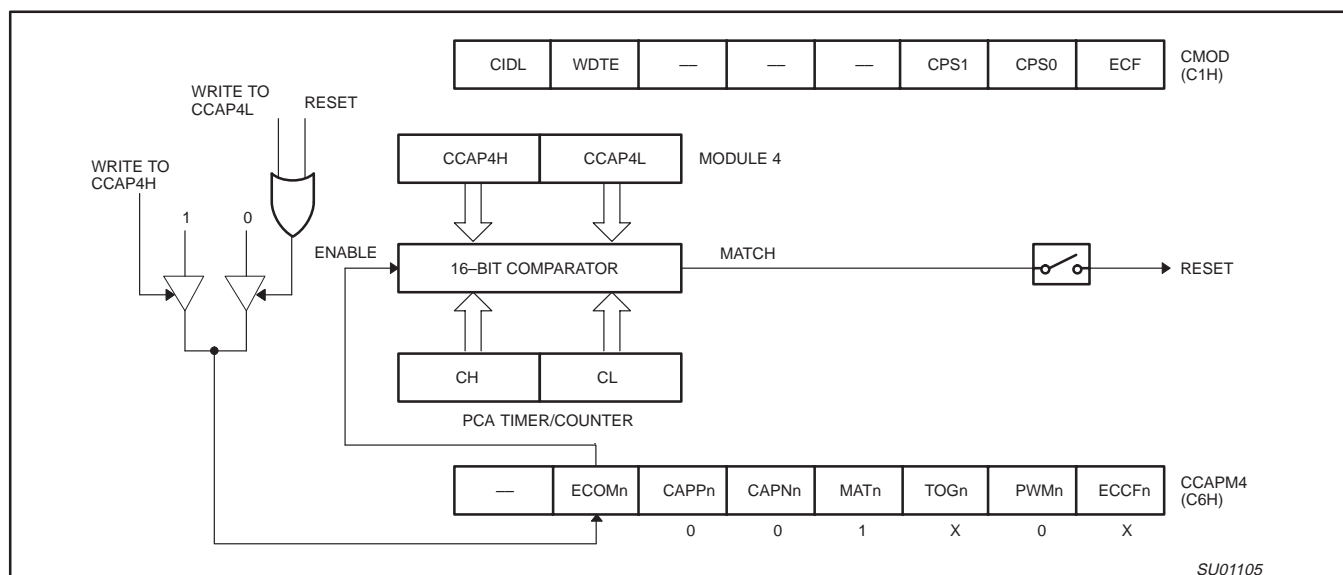 CIDL WDTE — — — CPS1 CPS0 ECF
CMOD
(C1H)
WRITE TO
CCAP4L
RESET
WRITE TO
CCAP4H
CCAP4H CCAP4L
MODULE 4
1 0
ENABLE
16–BIT COMPARATOR
MATCH
RESET
CH CL
PCA TIMER/COUNTER
— ECOMn CAPPn CAPNn MATn TOGn PWMn ECCFn
CCAPM4
(C6H)
0 0 1 X 0 X
SU01105